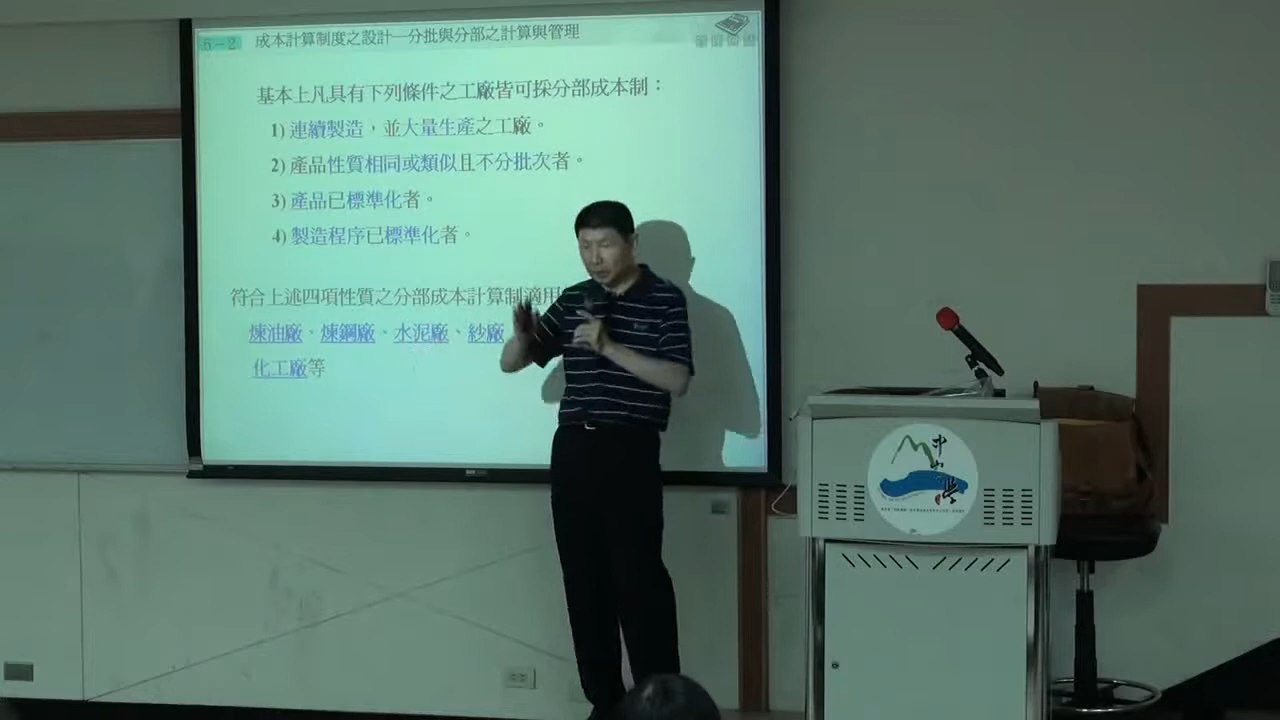 5-2 成本計算制度之設計—分批與分部之計算與管理
基本上凡具有下列條件之工廠皆可採分部成本制：
1) 連續製造，並大量生產之工廠。
2) 產品性質相同或類似且不分批次者。
3) 產品已標準化者。
4) 製造程序已標準化者。
符合上述四項性質之分部成本計算制適用
煉油廠、煉鋼廠、水泥廠、紗廠
化工廠等
中山學